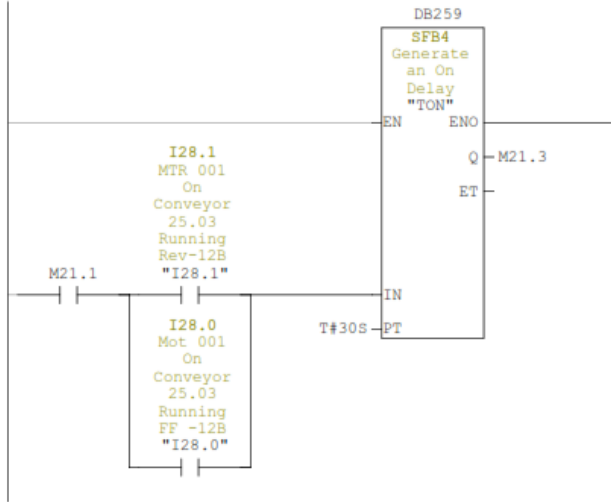 DB259
SFB4
Generate
an On
Delay
"TON"
EN ENO
I28.1
MTR 001
On
Conveyor
25.03
Running
Rev-12B
"I28.1"
Q M21.3
ET
M21.1
IN
I28.0
Mot 001
On
Conveyor
25.03
Running
FF -12B
"I28.0"
T#30S PT